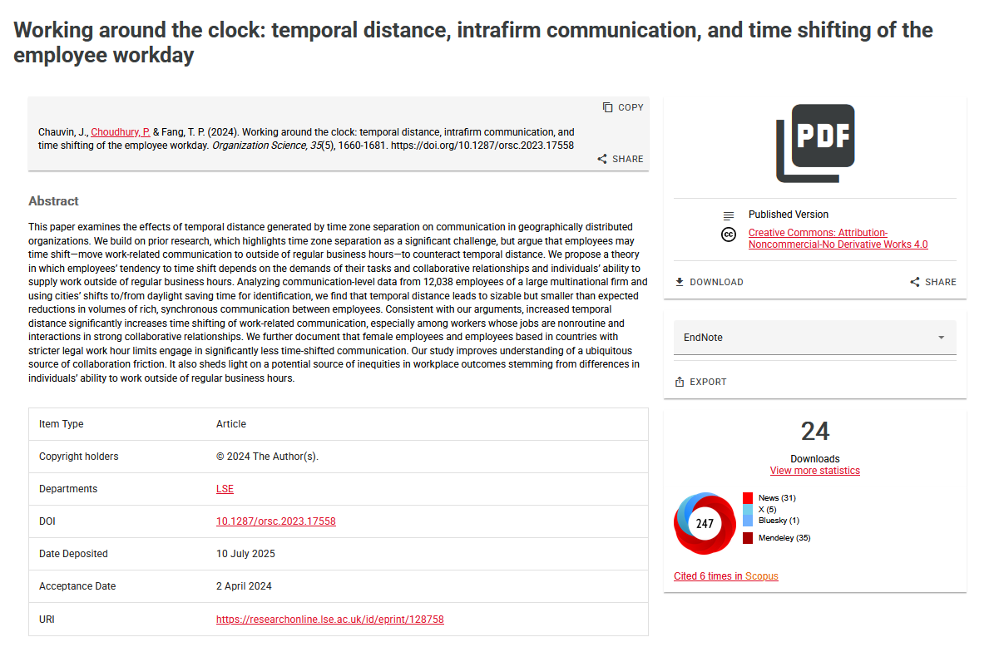 Working around the clock: temporal distance, intrafirm communication, and time shifting of the
employee workday
COPY
Chauvin, J., Choudhury, P. & Fang, T. P. (2024). Working around the clock: temporal distance, intrafirm communication, and
time shifting of the employee workday. Organization Science, 35(5), 1660-1681. https://doi.org/10.1287/orsc.2023.17558
SHARE
Abstract
This paper examines the effects of temporal distance generated by time zone separation on communication in geographically distributed
organizations. We build on prior research, which highlights time zone separation as a significant challenge, but argue that employees may
time shift—move work-related communication to outside of regular business hours—to counteract temporal distance. We propose a theory
in which employees’ tendency to time shift depends on the demands of their tasks and collaborative relationships and individuals’ ability to
supply work outside of regular business hours. Analyzing communication-level data from 12,038 employees of a large multinational firm and
using cities’ shifts to/from daylight saving time for identification, we find that temporal distance leads to sizable but smaller than expected
reductions in volumes of rich, synchronous communication between employees. Consistent with our arguments, increased temporal
distance significantly increases time shifting of work-related communication, especially among workers whose jobs are nonroutine and
interactions in strong collaborative relationships. We further document that female employees and employees based in countries with
stricter legal work hour limits engage in significantly less time-shifted communication. Our study improves understanding of a ubiquitous
source of collaboration friction. It also sheds light on a potential source of inequities in workplace outcomes stemming from differences in
individuals’ ability to work outside of regular business hours.
Item Type Article
Copyright holders © 2024 The Author(s).
Departments LSE
DOI 10.1287/orsc.2023.17558
Date Deposited 10 July 2025
Acceptance Date 2 April 2024
URI https://researchonline.lse.ac.uk/id/eprint/128758
PDF
Published Version
cc Creative Commons: Attribution-
Noncommercial-No Derivative Works 4.0
DOWNLOAD SHARE
EndNote
EXPORT
24
Downloads
View more statistics
247
News (31)
X (5)
Bluesky (1)
Mendeley (35)
Cited 6 times in Scopus